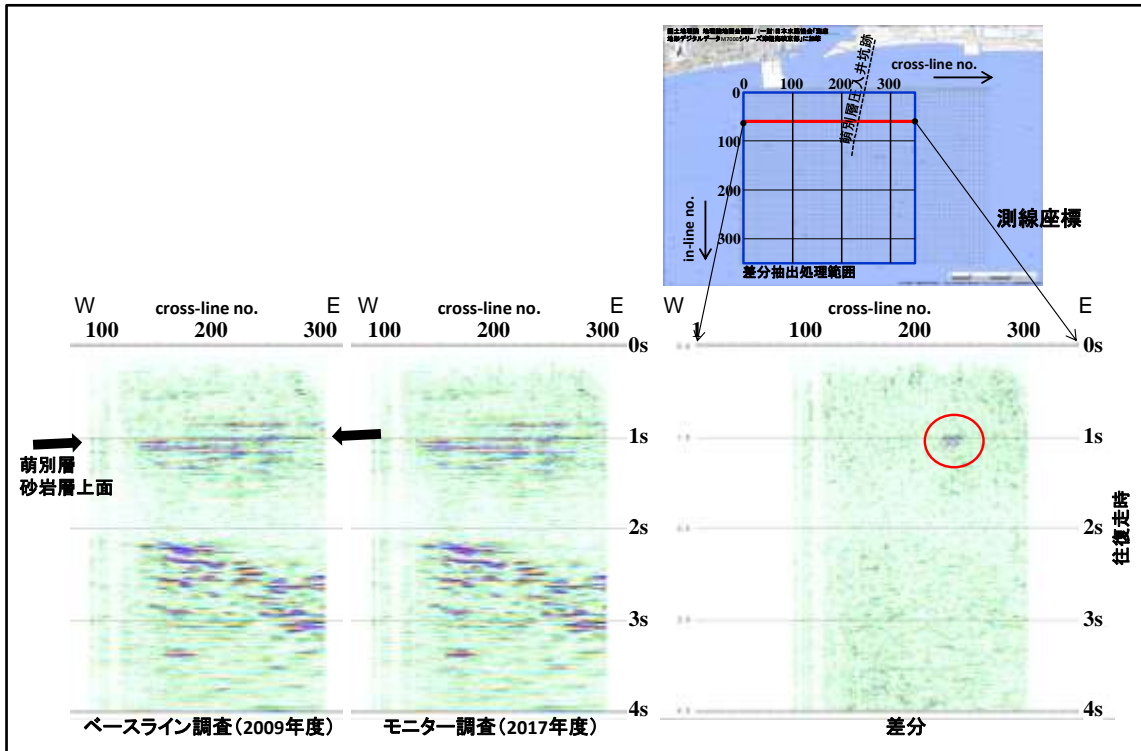 cross-line no.
0 100 200 300
0
100
200
300
in-line no.
萌別層圧入井坑跡
差分抽出処理範囲
測線座標
W cross-line no. E
100 200 300
W cross-line no. E
100 200 300
W cross-line no. E
1 100 200 300
0s
1s
2s
3s
4s
0s
1s
2s
3s
4s
萌別層
砂岩層上面
往復走時
ベースライン調査(2009年度)
モニター調査(2017年度)
差分